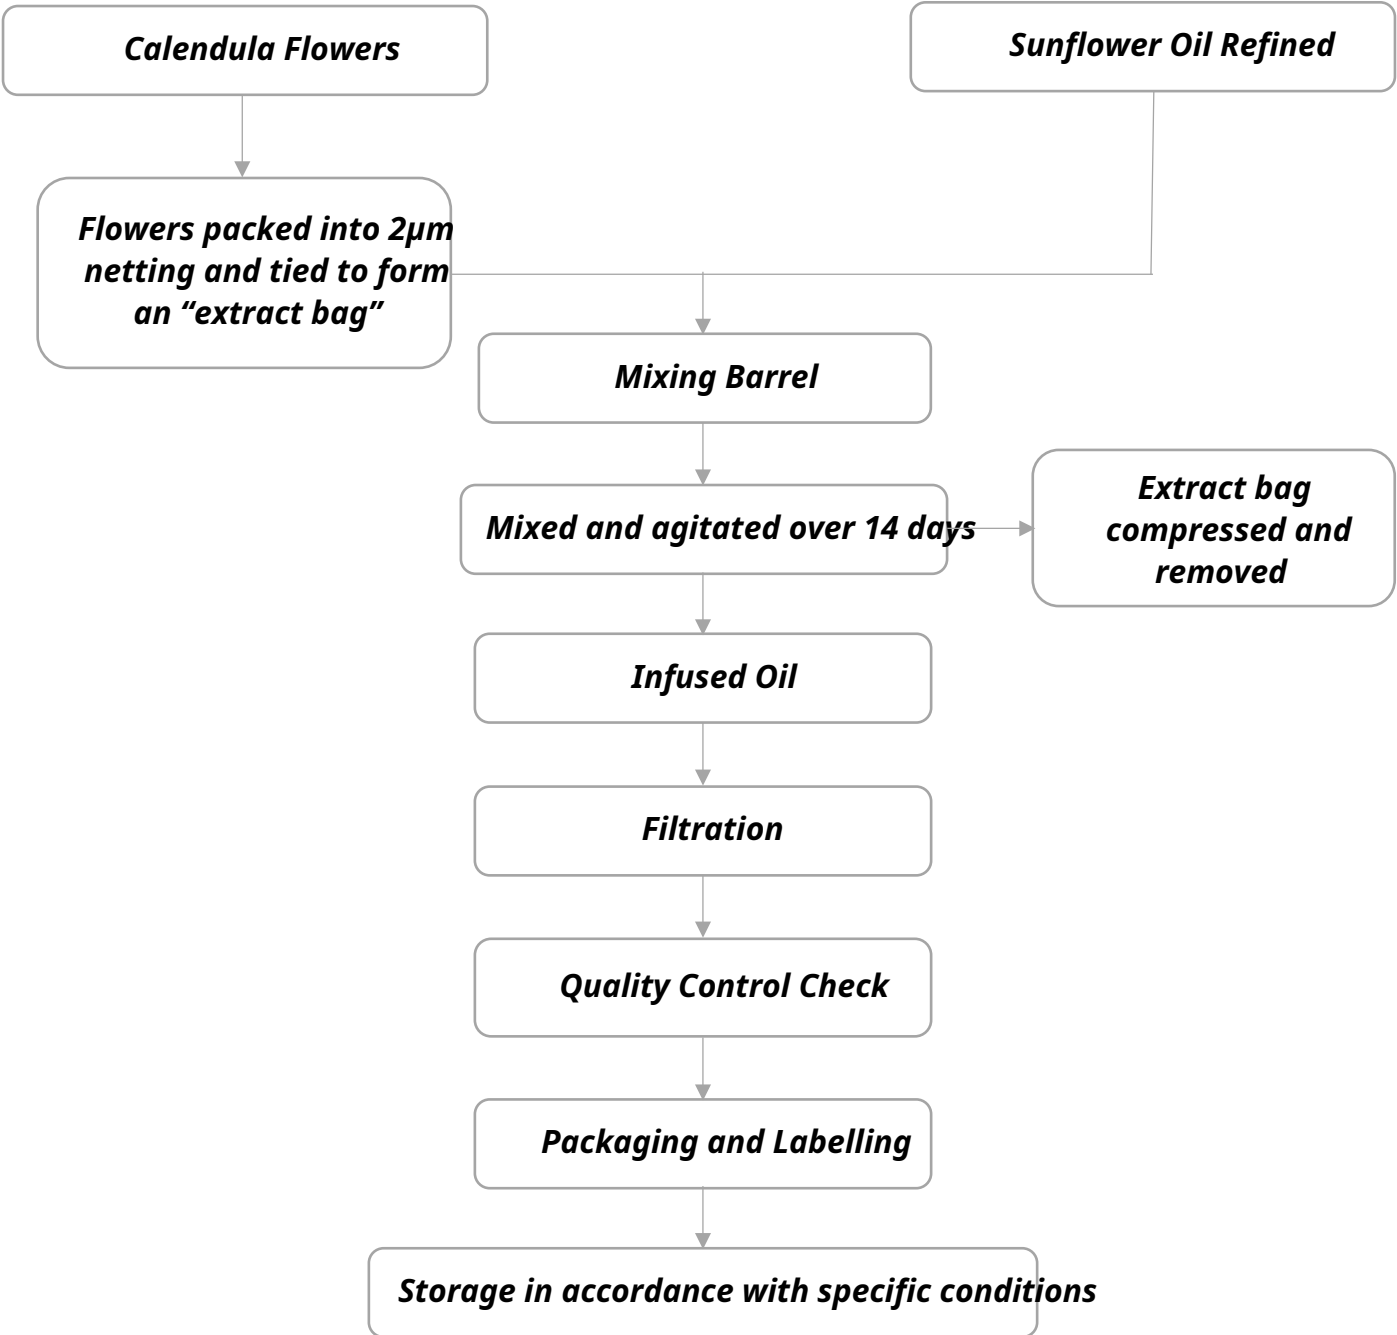 Calendula Flowers
Sunflower Oil Refined
Flowers packed into 2µm
netting and tied to form
an “extract bag”
Mixing Barrel
Mixed and agitated over 14 days
Extract bag
compressed and
removed
Infused Oil
Filtration
Quality Control Check
Packaging and Labelling
Storage in accordance with specific conditions